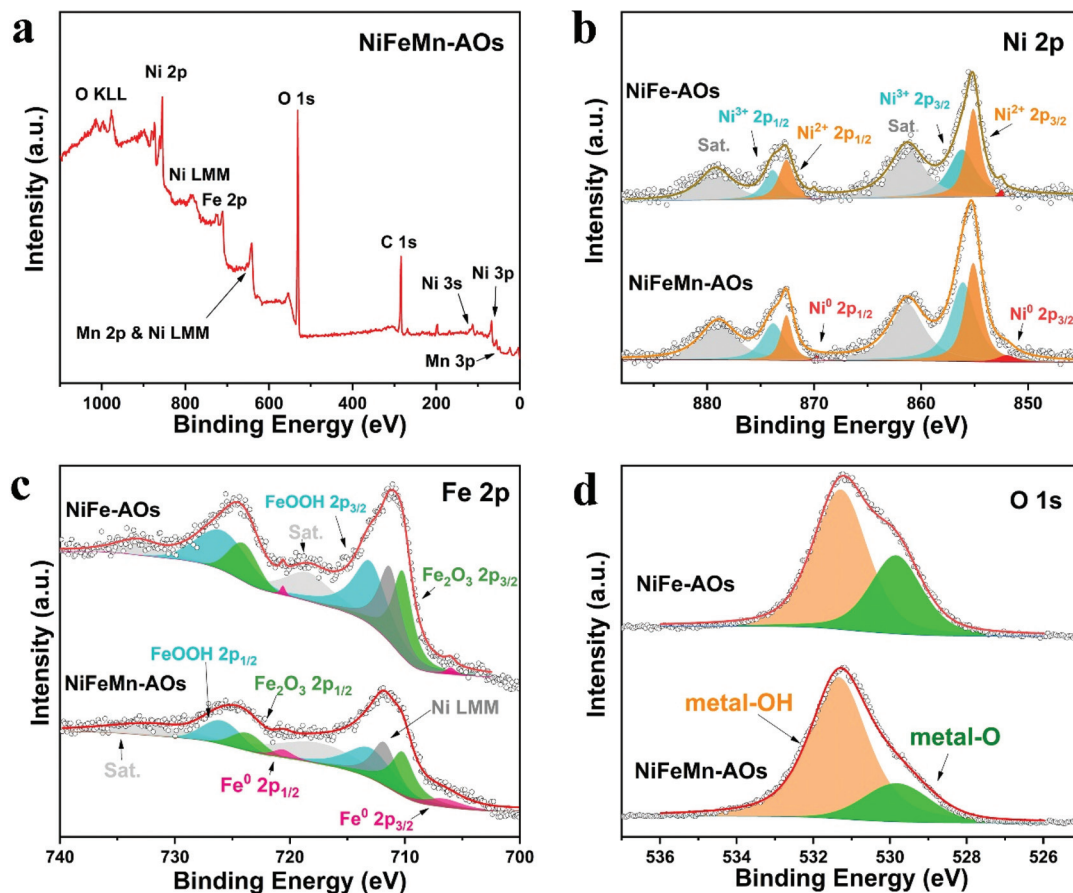 a
NiFeMn-AOs
O KLL
Ni 2p
O 1s
Ni LMM
Fe 2p
C 1s
Ni 3s
Ni 3p
Mn 2p & Ni LMM
Mn 3p
Intensity (a.u.)
1000 800 600 400 200 0
Binding Energy (eV)
b
Ni 2p
NiFe-AOs
Ni³⁺ 2p₁/₂
Ni³⁺ 2p₃/₂
Sat.
Ni²⁺ 2p₁/₂
Sat.
Ni²⁺ 2p₃/₂
NiFeMn-AOs
Ni⁰ 2p₁/₂
Ni⁰ 2p₃/₂
Intensity (a.u.)
880 870 860 850
Binding Energy (eV)
c
Fe 2p
NiFe-AOs
FeOOH 2p₃/₂
Sat.
Fe₂O₃ 2p₃/₂
FeOOH 2p₁/₂
NiFeMn-AOs
Fe₂O₃ 2p₁/₂
Ni LMM
Sat.
Fe⁰ 2p₁/₂
Fe⁰ 2p₃/₂
Intensity (a.u.)
740 730 720 710 700
Binding Energy (eV)
d
O 1s
NiFe-AOs
metal-OH
metal-O
NiFeMn-AOs
Intensity (a.u.)
536 534 532 530 528 526
Binding Energy (eV)